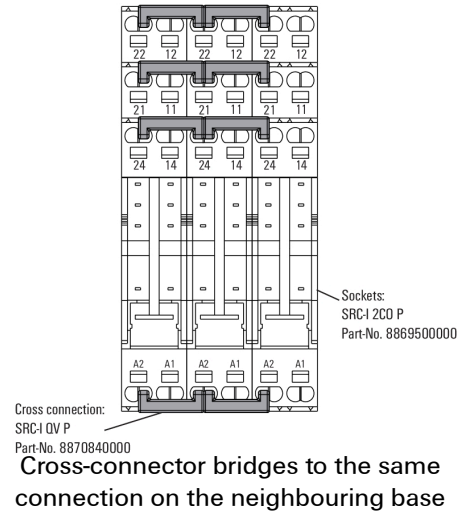 22 12 22 12 22 12
21 11 21 11 21 11
24 14 24 14 24 14
Sockets:
SRC-I 2CO P
Part-No. 8869500000
A2 A1 A2 A1 A2 A1
Cross connection:
SRC-I QV P
Part-No. 8870840000
Cross-connector bridges to the same
connection on the neighbouring base